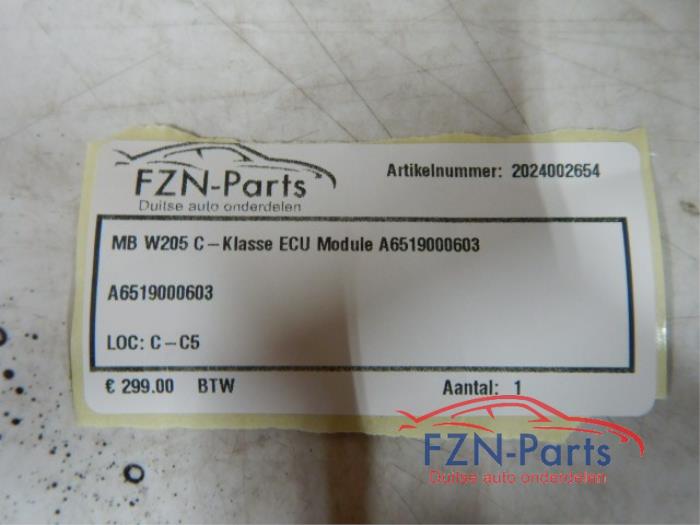 FZN-Parts
Duitse auto onderdelen
Artikelnummer: 2024002654
MB W205 C-Klasse ECU Module A6519000603
A6519000603
LOC: C-C5
€ 299.00 BTW
Aantal: 1
FZN-Parts
Duitse auto onderdelen